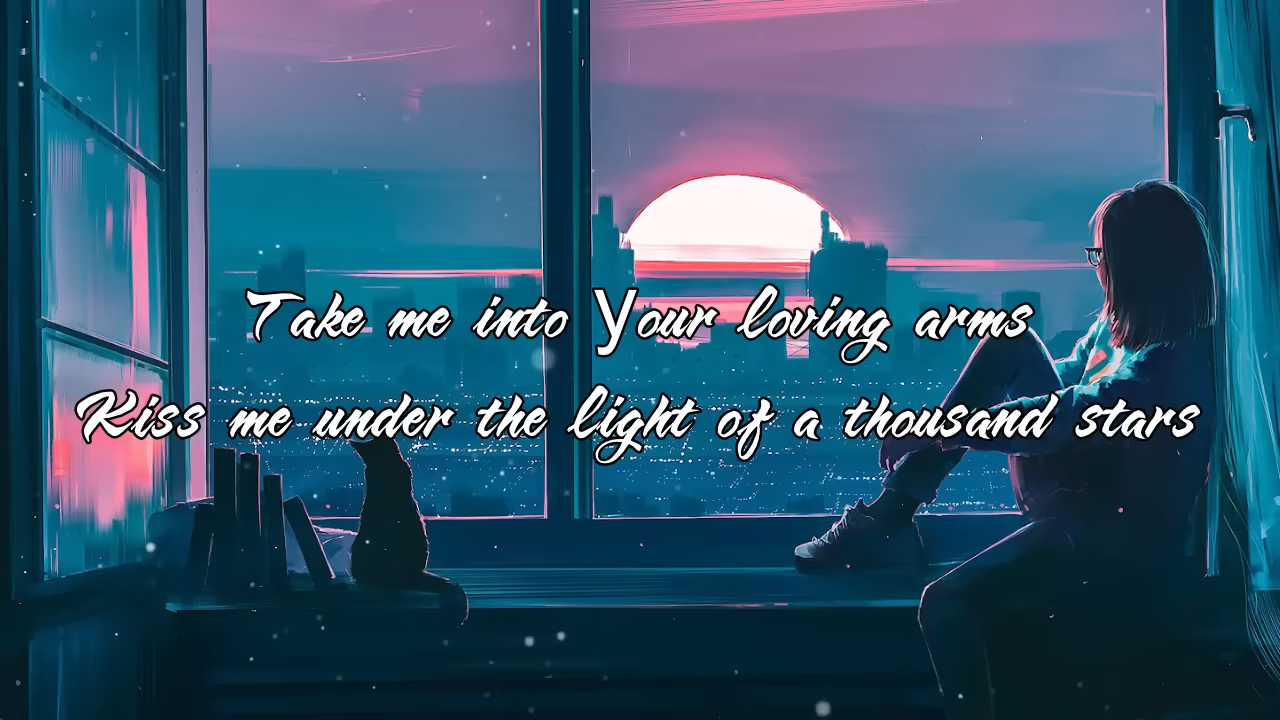 Take me into your loving arms
Kiss me under the light of a thousand stars